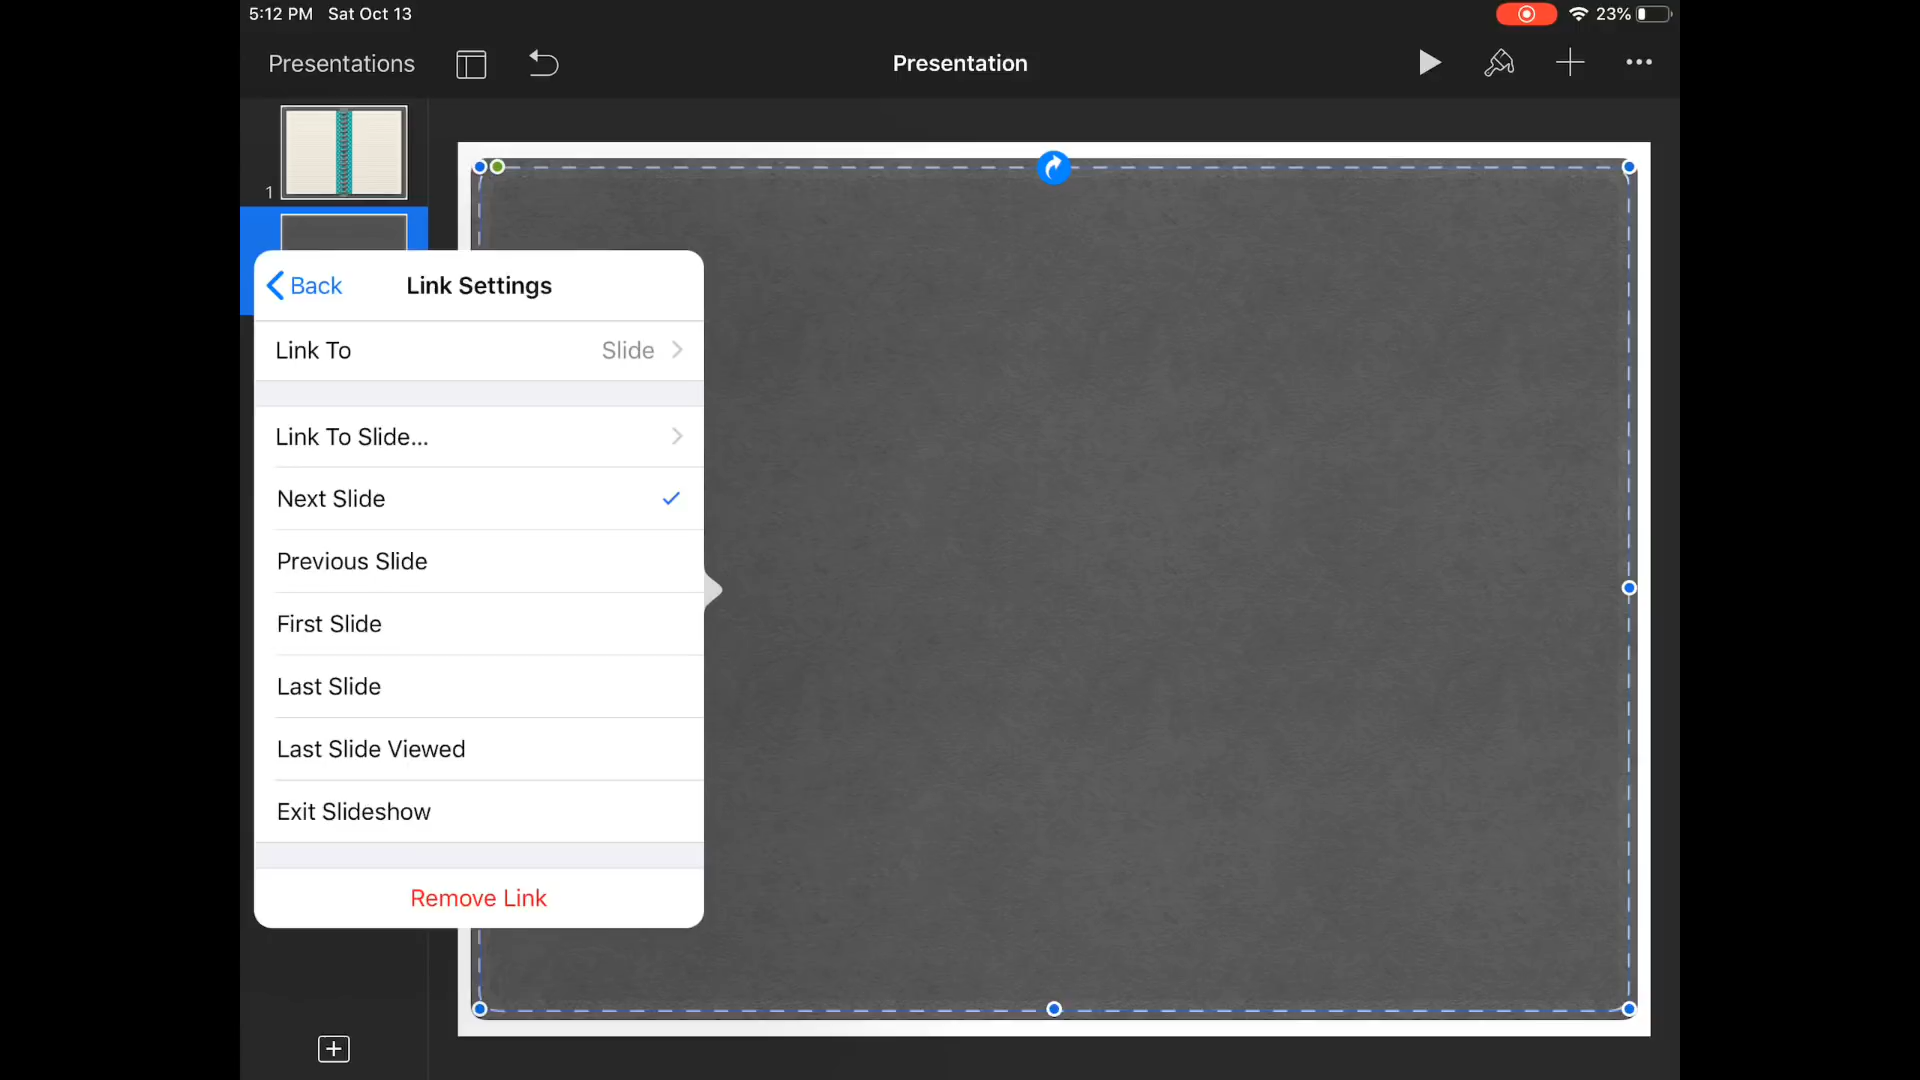 5:12 PM Sat Oct 13
23%
Presentations
Presentation
1
Back
Link Settings
Link To Slide
Link To Slide...
Next Slide
Previous Slide
First Slide
Last Slide
Last Slide Viewed
Exit Slideshow
Remove Link